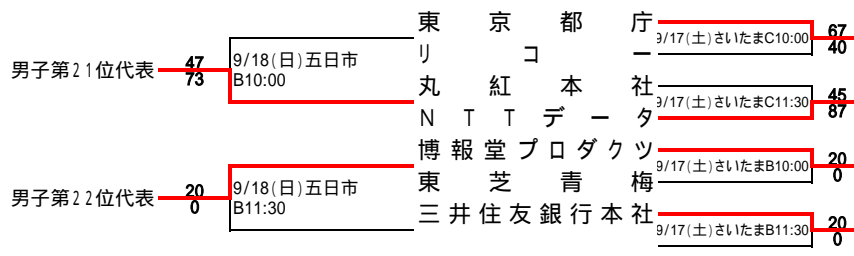 東京都庁
リコー
丸紅本社
NTTデータ
博報堂プロダクツ
東芝青梅
三井住友銀行本社
男子第21位代表
47
73
9/18(日)五日市
B10:00
男子第22位代表
20
0
9/18(日)五日市
B11:30
9/17(土)さいたまC10:00
67
40
9/17(土)さいたまC11:30
45
87
9/17(土)さいたまB10:00
20
0
9/17(土)さいたまB11:30
20
0